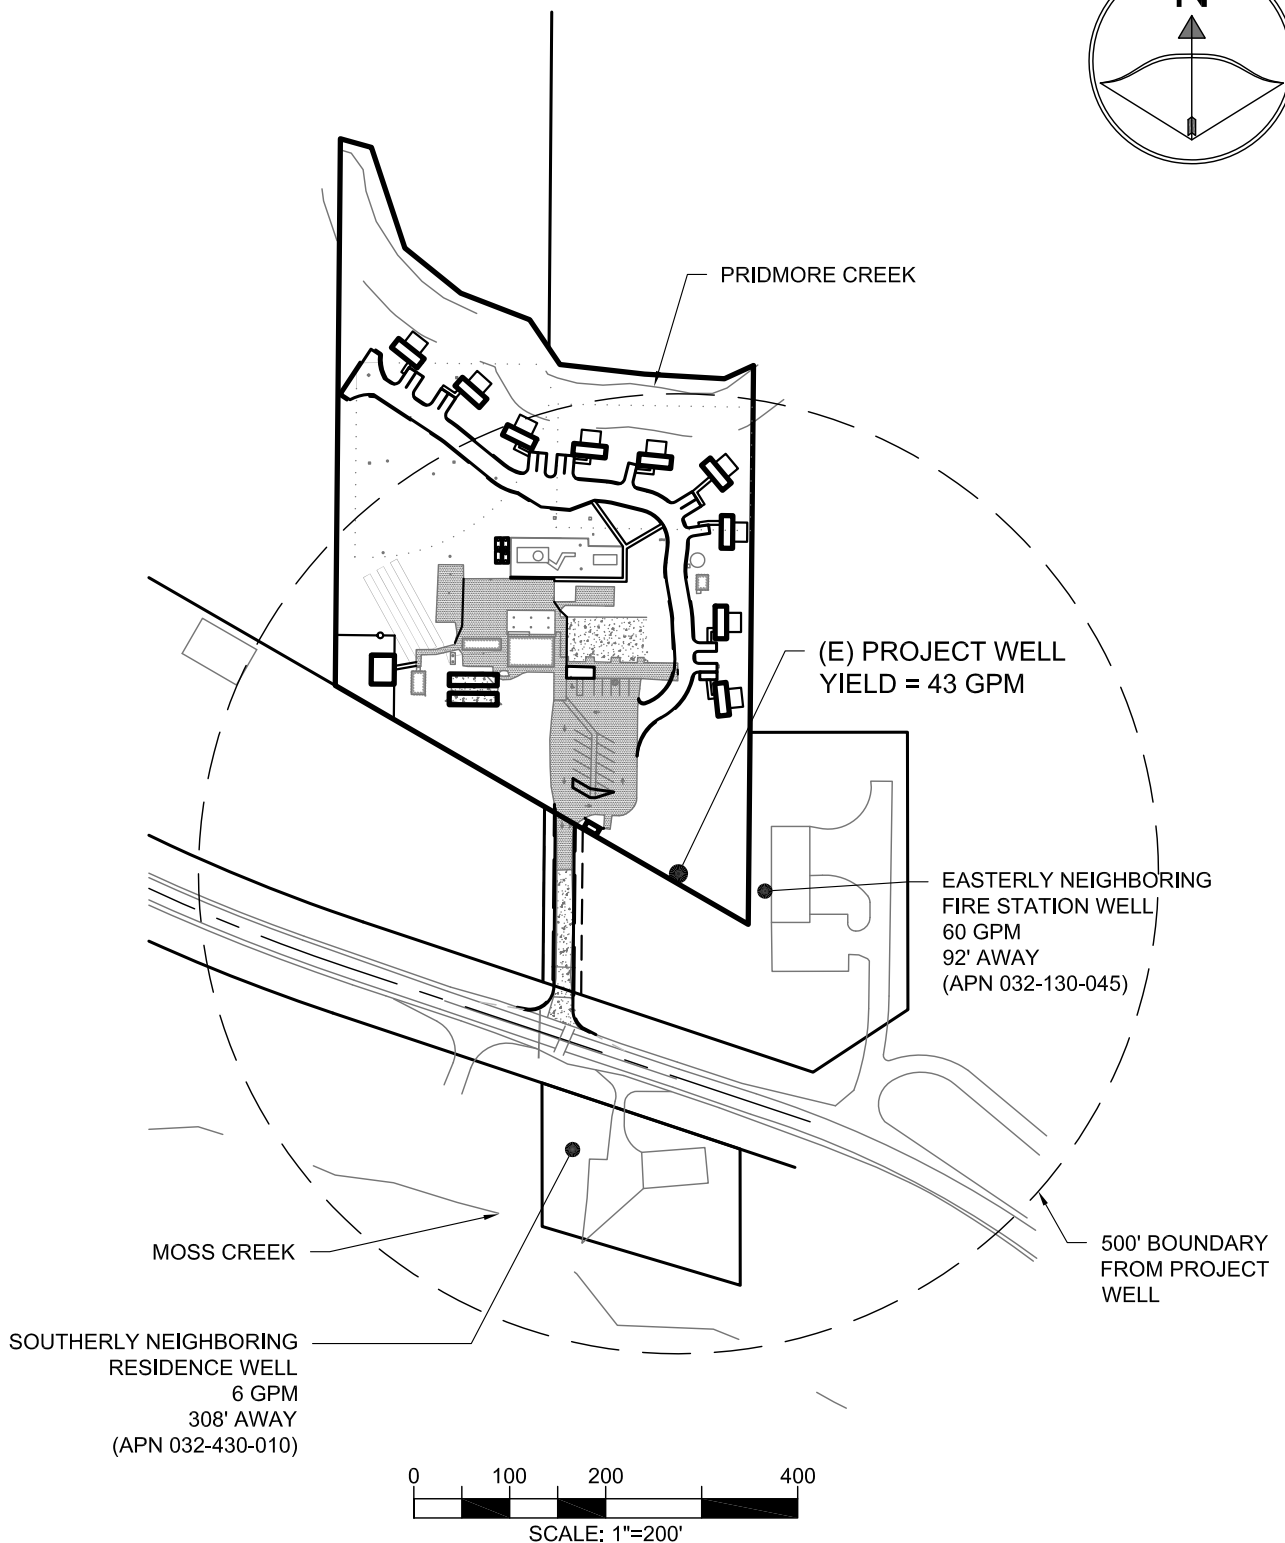 N
PRIDMORE CREEK
(E) PROJECT WELL
YIELD = 43 GPM
EASTERLY NEIGHBORING
FIRE STATION WELL
60 GPM
92' AWAY
(APN 032-130-045)
MOSS CREEK
500' BOUNDARY
FROM PROJECT
WELL
SOUTHERLY NEIGHBORING
RESIDENCE WELL
6 GPM
308' AWAY
(APN 032-430-010)
0 100 200 400
SCALE: 1"=200'